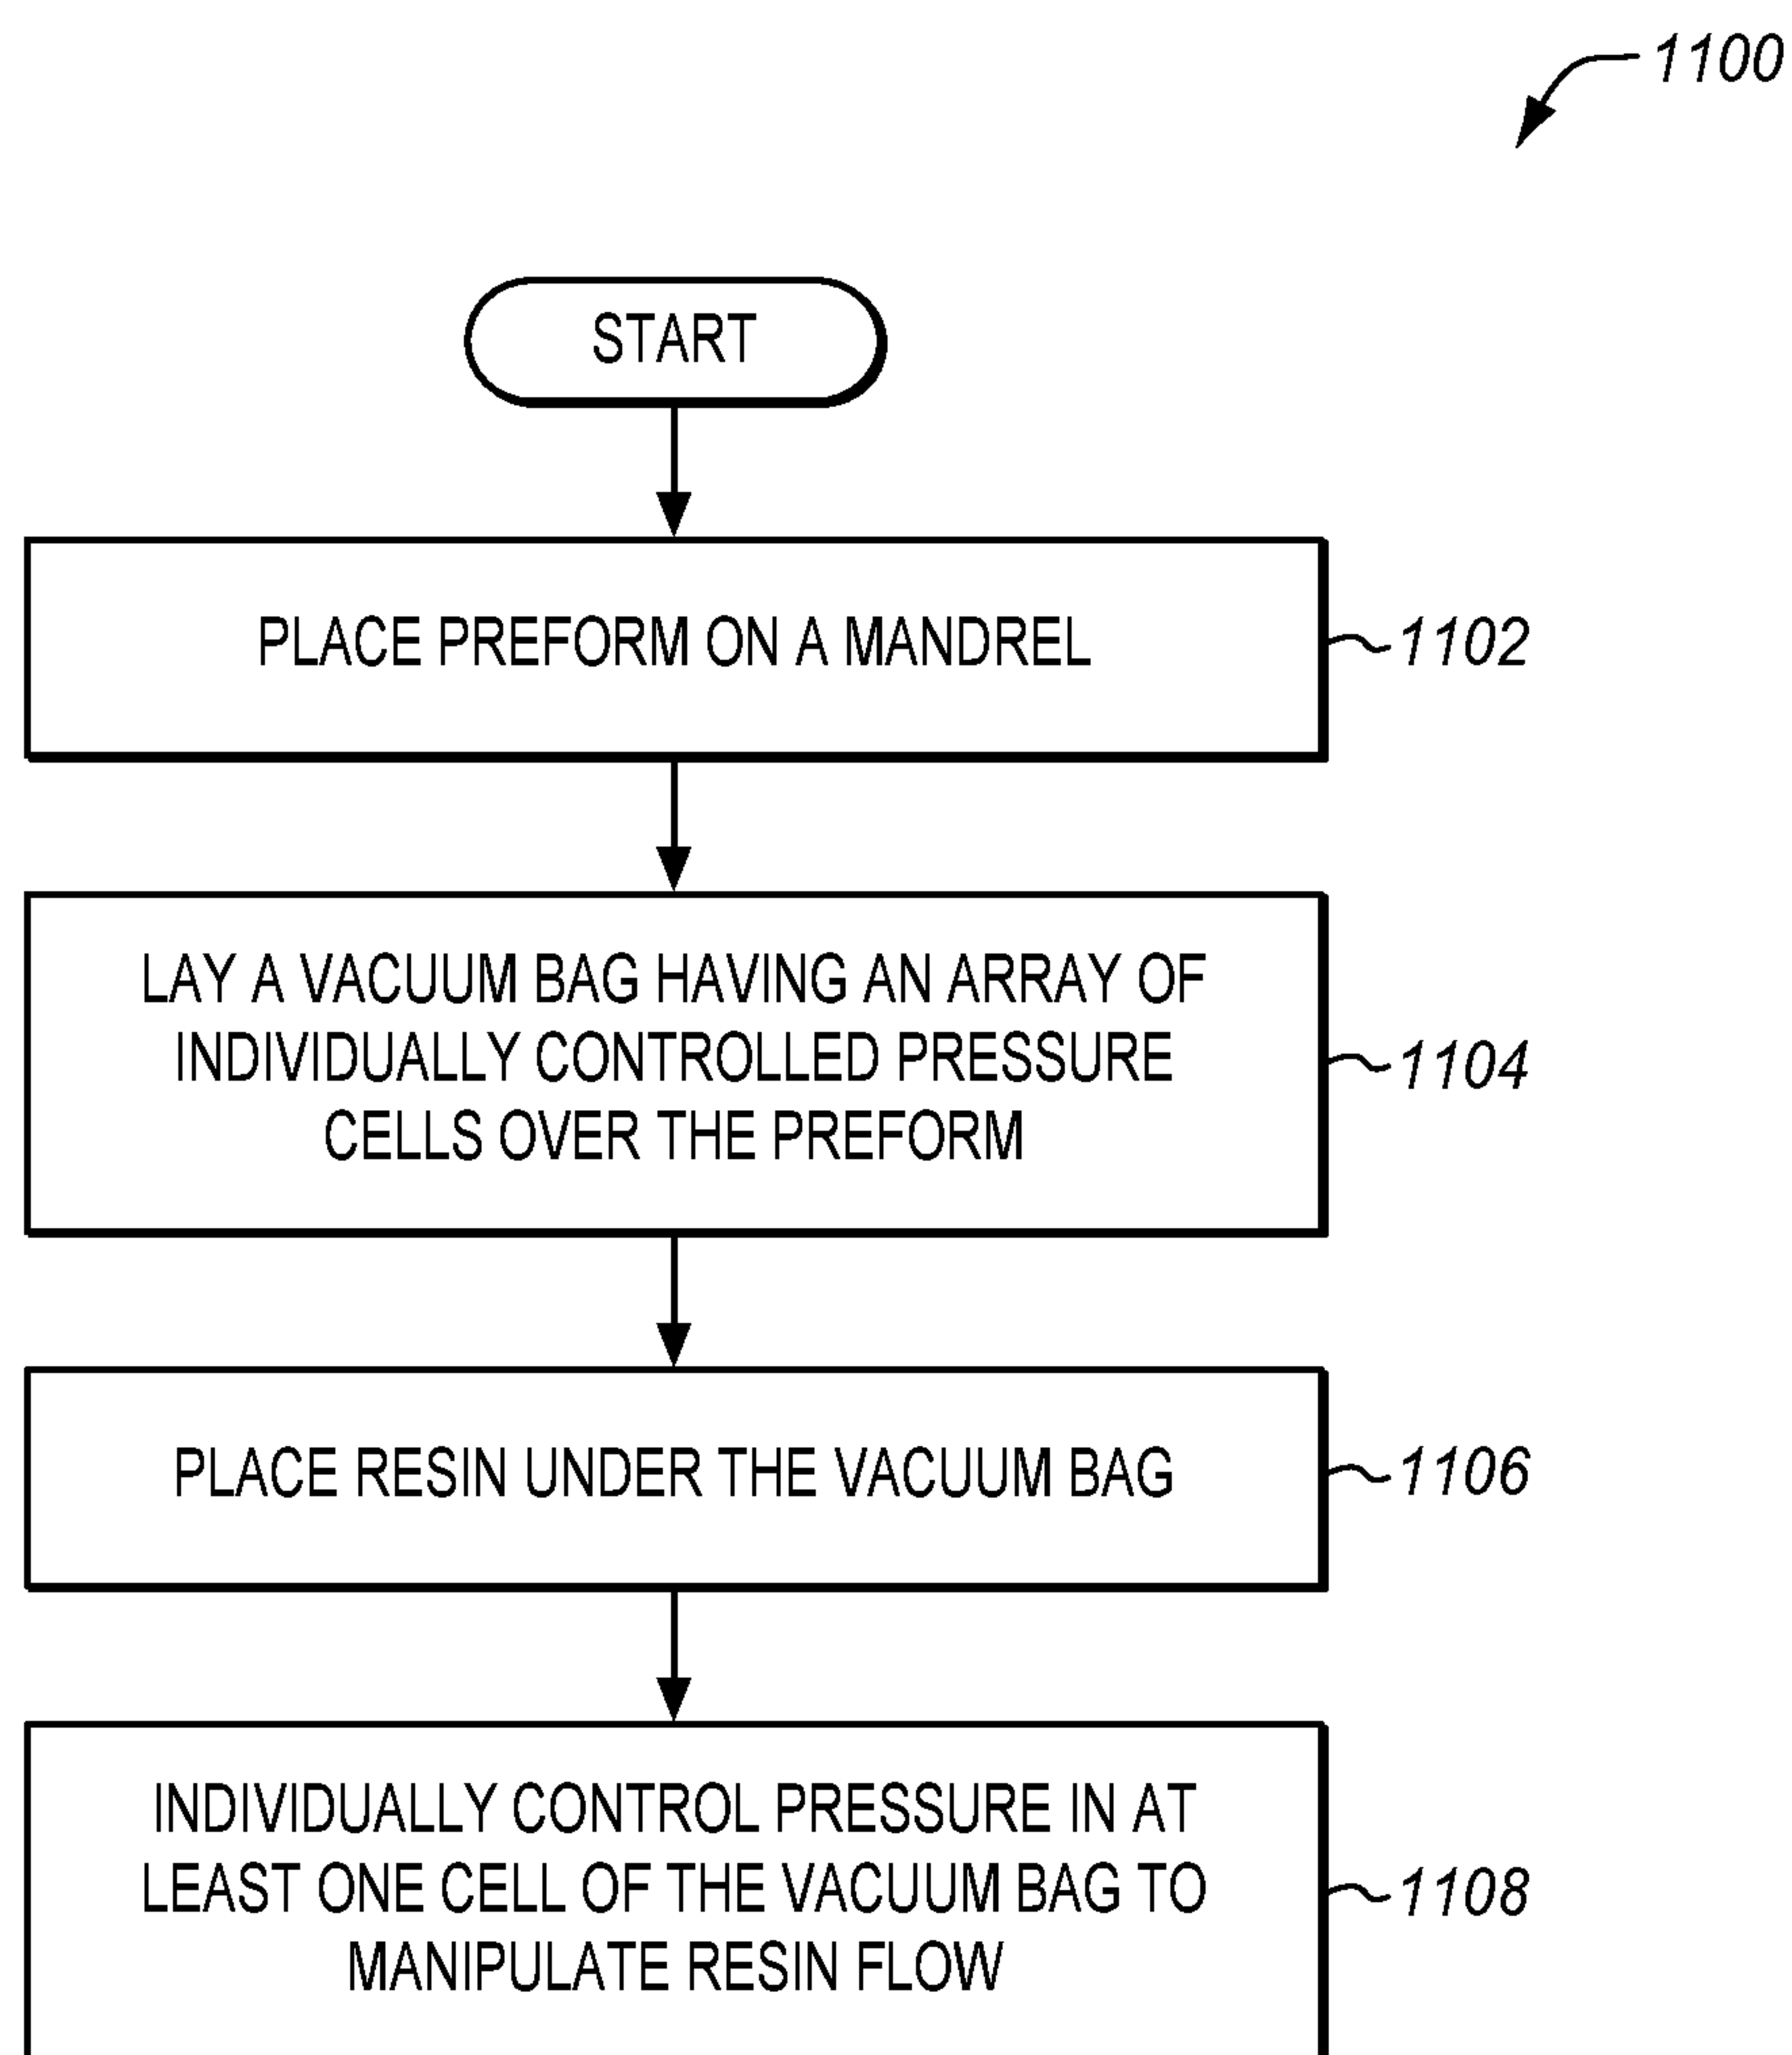 1100
START
PLACE PREFORM ON A MANDREL
1102
LAY A VACUUM BAG HAVING AN ARRAY OF
INDIVIDUALLY CONTROLLED PRESSURE
CELLS OVER THE PREFORM
1104
PLACE RESIN UNDER THE VACUUM BAG
1106
INDIVIDUALLY CONTROL PRESSURE IN AT
LEAST ONE CELL OF THE VACUUM BAG TO
MANIPULATE RESIN FLOW
1108